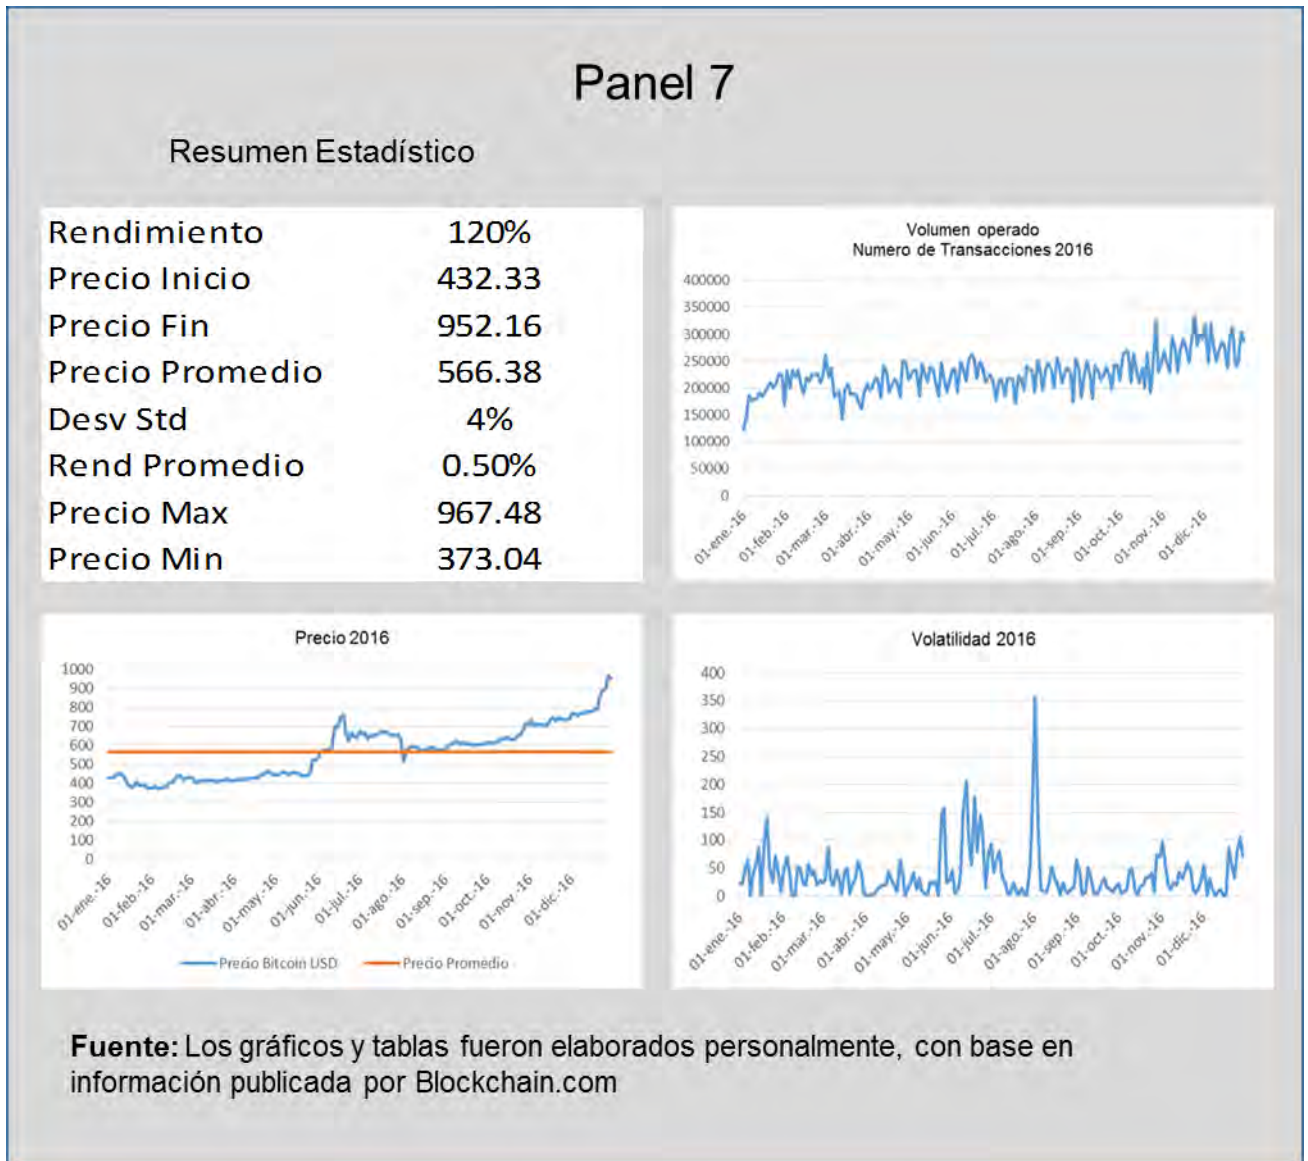 Panel 7
Resumen Estadístico
Rendimiento 120%
Precio Inicio 432.33
Precio Fin 952.16
Precio Promedio 566.38
Desv Std 4%
Rend Promedio 0.50%
Precio Max 967.48
Precio Min 373.04
Volumen operado
Numero de Transacciones 2016
400000
350000
300000
250000
200000
150000
100000
50000
0
01-ene.-16
01-feb.-16
01-mar.-16
01-abr.-16
01-may.-16
01-jun.-16
01-jul.-16
01-ago.-16
01-sep.-16
01-oct.-16
01-nov.-16
01-dic.-16
Precio 2016
1000
900
800
700
600
500
400
300
200
100
0
01-ene.-16
01-feb.-16
01-mar.-16
01-abr.-16
01-may.-16
01-jun.-16
01-jul.-16
01-ago.-16
01-sep.-16
01-oct.-16
01-nov.-16
01-dic.-16
Precio Bitcoin USD
Precio Promedio
Volatilidad 2016
400
350
300
250
200
150
100
50
0
01-ene.-16
01-feb.-16
01-mar.-16
01-abr.-16
01-may.-16
01-jun.-16
01-jul.-16
01-ago.-16
01-sep.-16
01-oct.-16
01-nov.-16
01-dic.-16
Fuente: Los gráficos y tablas fueron elaborados personalmente, con base en
información publicada por Blockchain.com